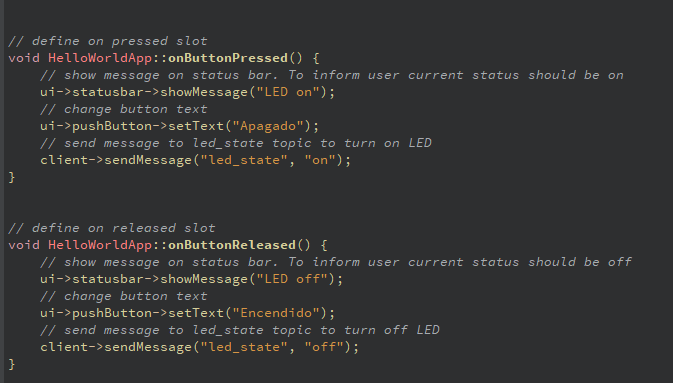 // define on pressed slot
void HelloWorldApp::onButtonPressed() {
    // show message on status bar. To inform user current status should be on
    ui->statusbar->showMessage("LED on");
    // change button text
    ui->pushButton->setText("Apagado");
    // send message to led_state topic to turn on LED
    client->sendMessage("led_state", "on");
}
// define on released slot
void HelloWorldApp::onButtonReleased() {
    // show message on status bar. To inform user current status should be off
    ui->statusbar->showMessage("LED off");
    // change button text
    ui->pushButton->setText("Encendido");
    // send message to led_state topic to turn off LED
    client->sendMessage("led_state", "off");
}